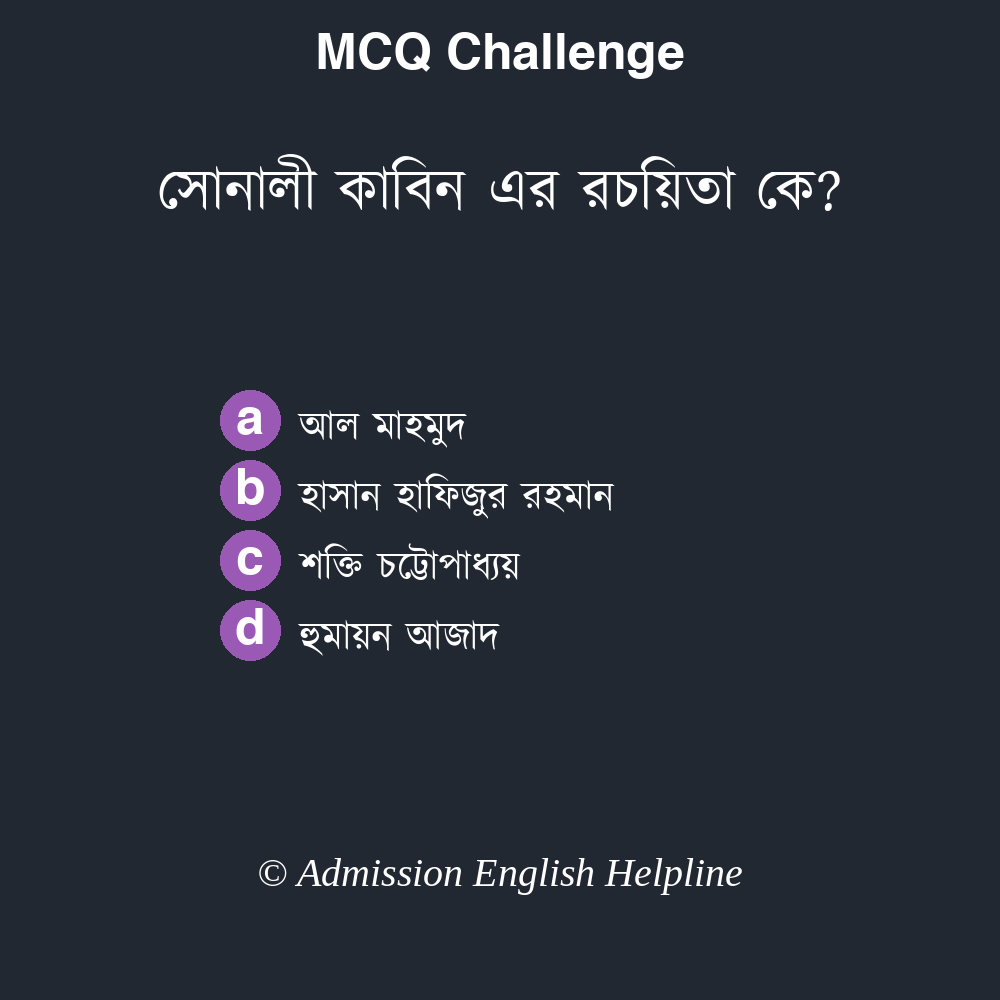 MCQ Challenge
সোনালী কাবিন এর রচয়িতা কে?
a আল মাহমুদ
b হাসান হাফিজুর রহমান
c শক্তি চট্টোপাধ্যয়
d হুমায়ন আজাদ
© Admission English Helpline